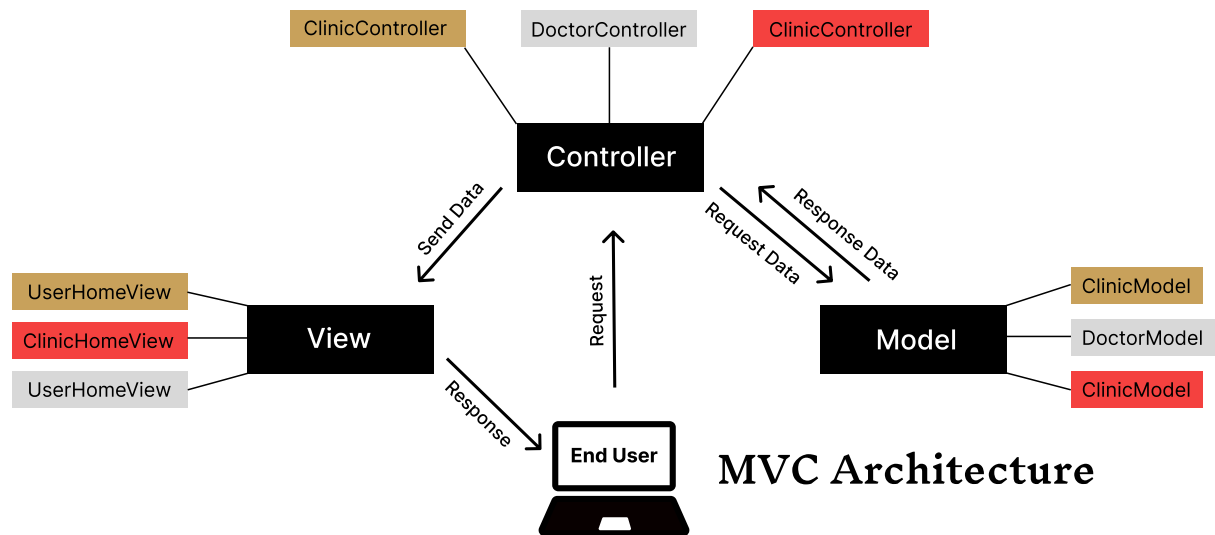 ClinicController
DoctorController
ClinicController
Controller
Send Data
Request Data
Response Data
Request
UserHomeView
ClinicHomeView
UserHomeView
View
Model
ClinicModel
DoctorModel
ClinicModel
Response
End User
MVC Architecture